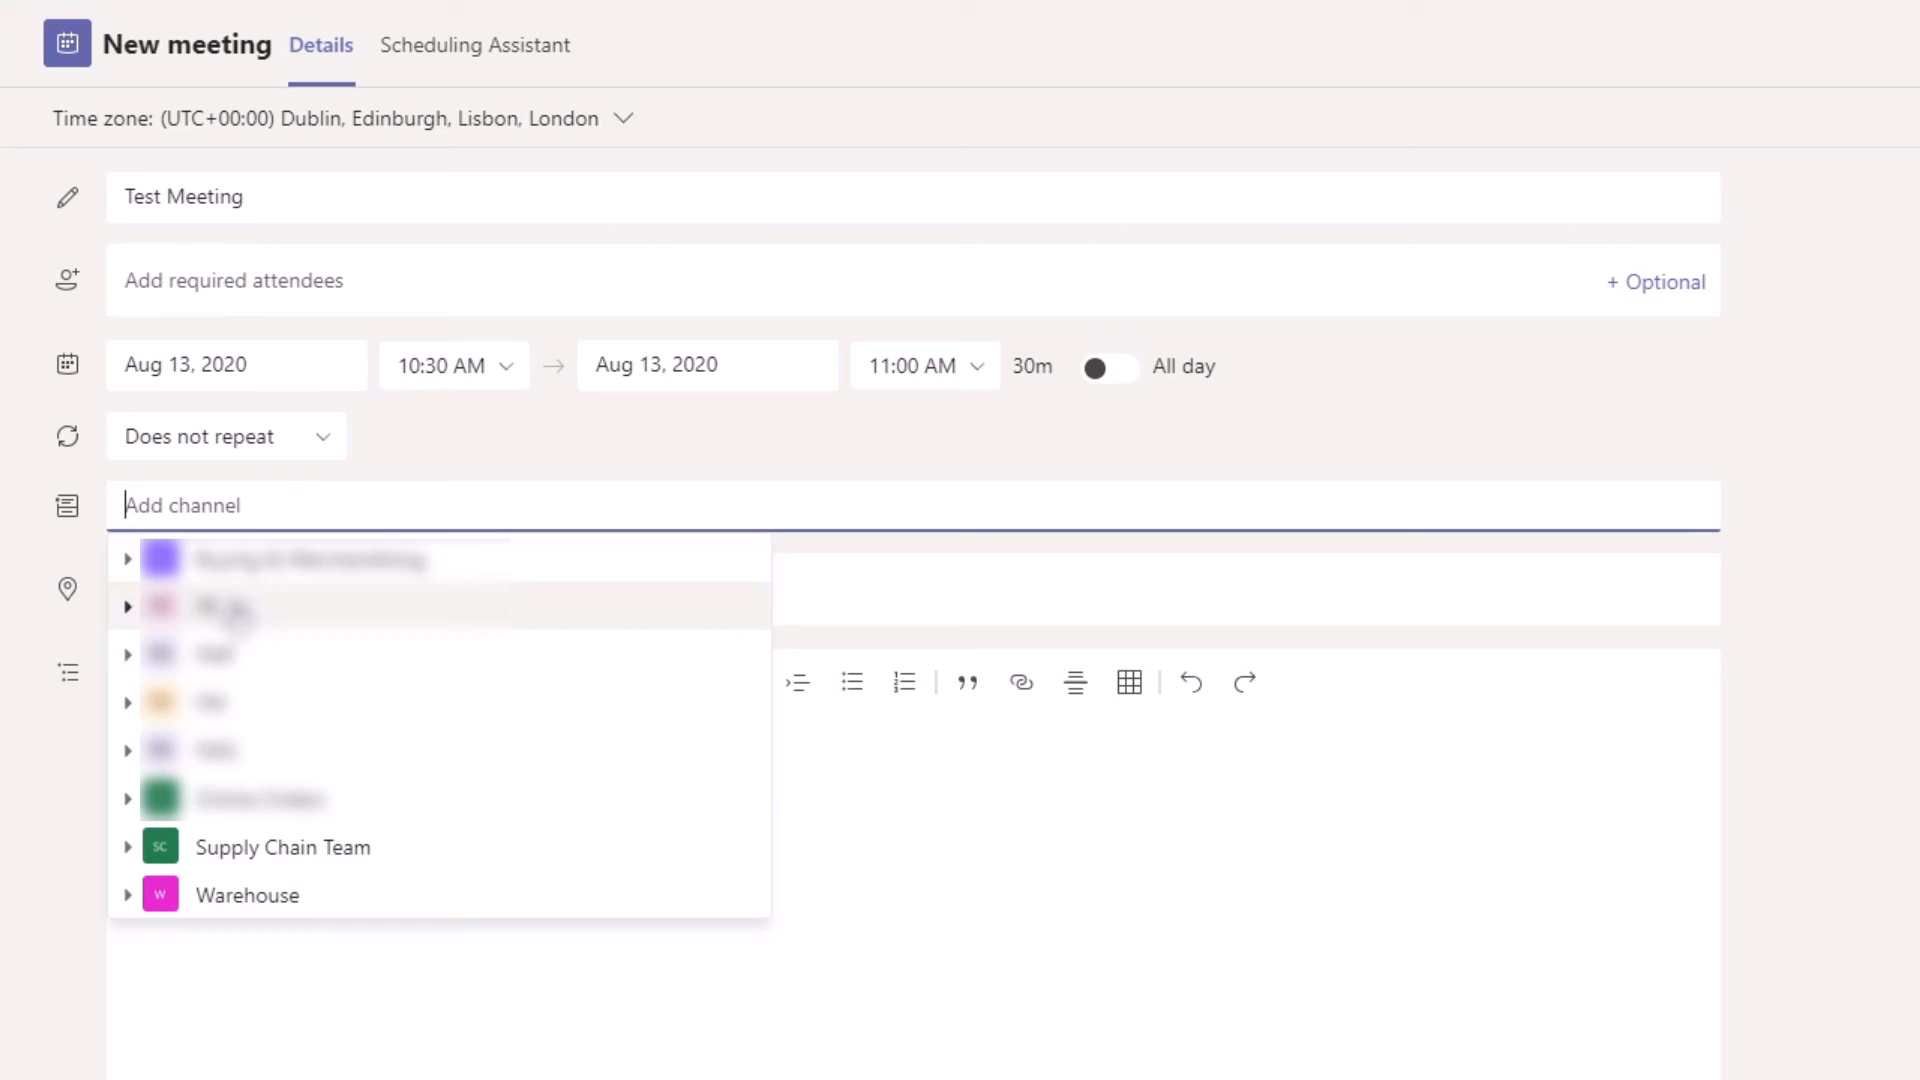 New meeting Details Scheduling Assistant
Time zone: (UTC+00:00) Dublin, Edinburgh, Lisbon, London
Test Meeting
Add required attendees + Optional
Aug 13, 2020 10:30 AM → Aug 13, 2020 11:00 AM 30m All day
Does not repeat
Add channel
SC Supply Chain Team
W Warehouse